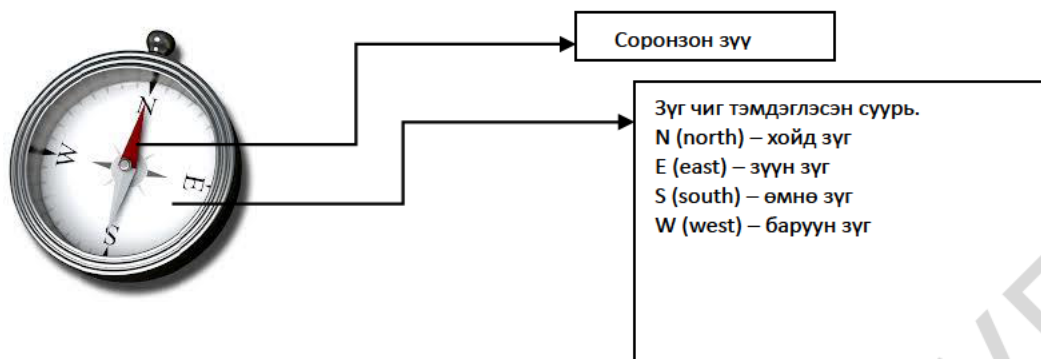 Соронзон зүү
Зүг чиг тэмдэглэсэн суурь.
N (north) – хойд зүг
E (east) – зүүн зүг
S (south) – өмнө зүг
W (west) – баруун зүг
N
W
E
S